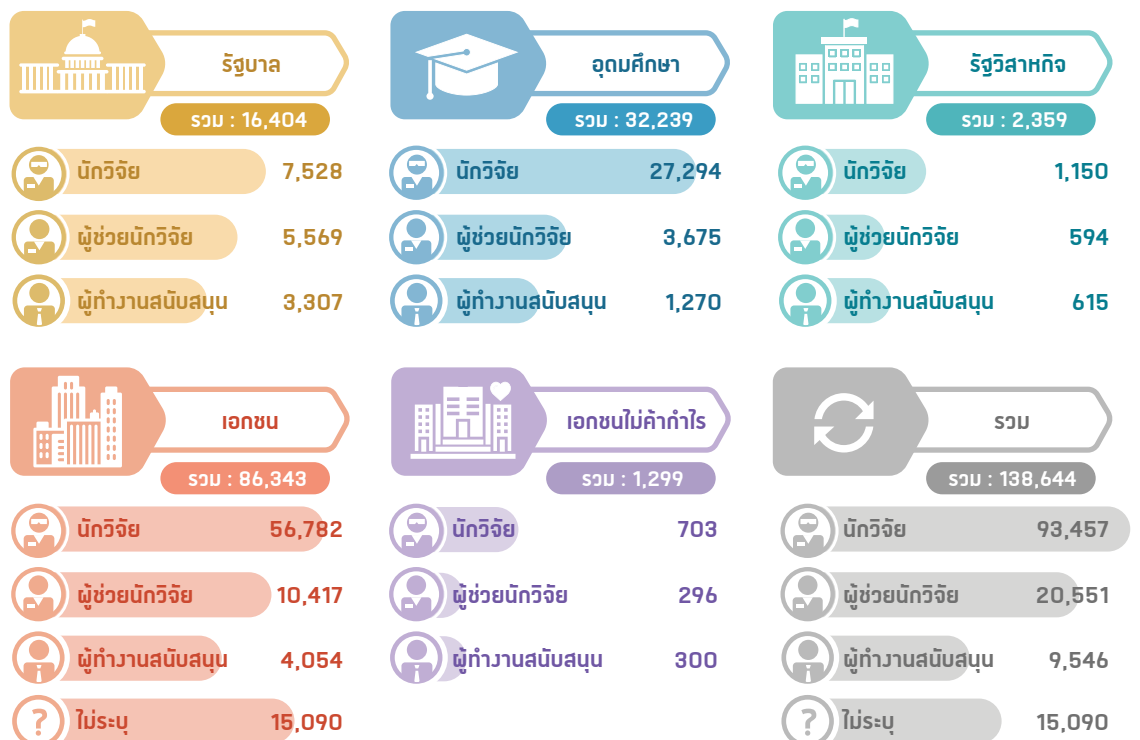 รัฐบาล
รวม : 16,404
นักวิจัย 7,528
ผู้ช่วยนักวิจัย 5,569
ผู้ทำงานสนับสนุน 3,307
อุดมศึกษา
รวม : 32,239
นักวิจัย 27,294
ผู้ช่วยนักวิจัย 3,675
ผู้ทำงานสนับสนุน 1,270
รัฐวิสาหกิจ
รวม : 2,359
นักวิจัย 1,150
ผู้ช่วยนักวิจัย 594
ผู้ทำงานสนับสนุน 615
เอกชน
รวม : 86,343
นักวิจัย 56,782
ผู้ช่วยนักวิจัย 10,417
ผู้ทำงานสนับสนุน 4,054
? ไม่ระบุ 15,090
เอกชนไม่ค้ากำไร
รวม : 1,299
นักวิจัย 703
ผู้ช่วยนักวิจัย 296
ผู้ทำงานสนับสนุน 300
รวม
รวม : 138,644
นักวิจัย 93,457
ผู้ช่วยนักวิจัย 20,551
ผู้ทำงานสนับสนุน 9,546
? ไม่ระบุ 15,090